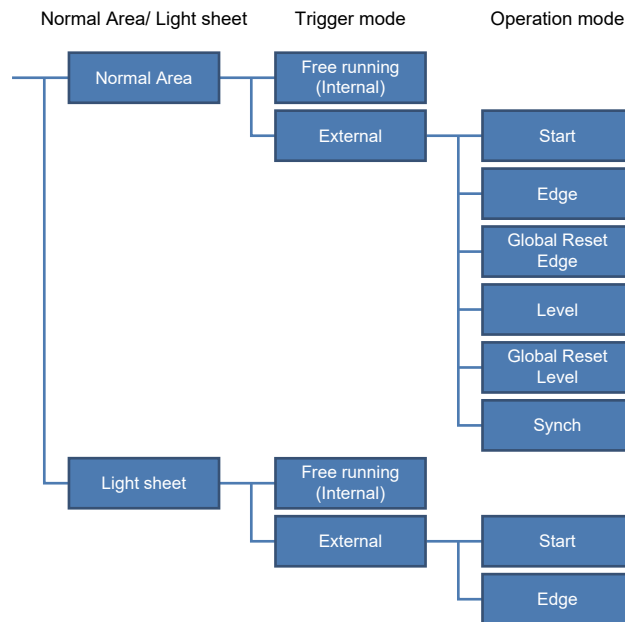 Normal Area/ Light sheet
Trigger mode
Operation mode
Normal Area
Free running
(Internal)
External
Start
Edge
Global Reset
Edge
Level
Global Reset
Level
Synch
Light sheet
Free running
(Internal)
External
Start
Edge